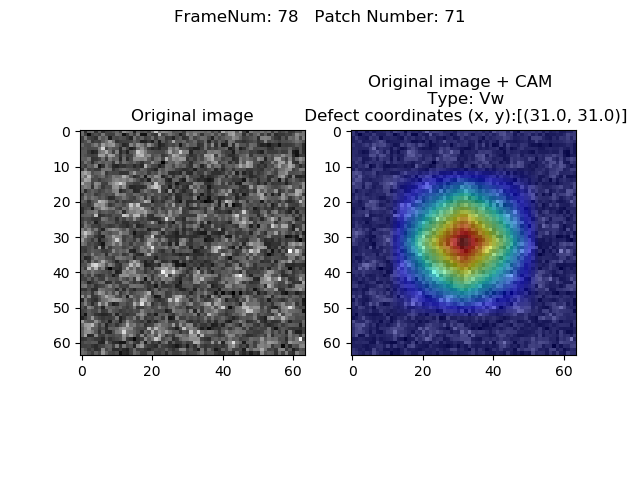 FrameNum: 78   Patch Number: 71
Original image
Original image + CAM
Type: Vw
Defect coordinates (x, y):[(31.0, 31.0)]
0
10
20
30
40
50
60
0 20 40 60
0
10
20
30
40
50
60
0 20 40 60